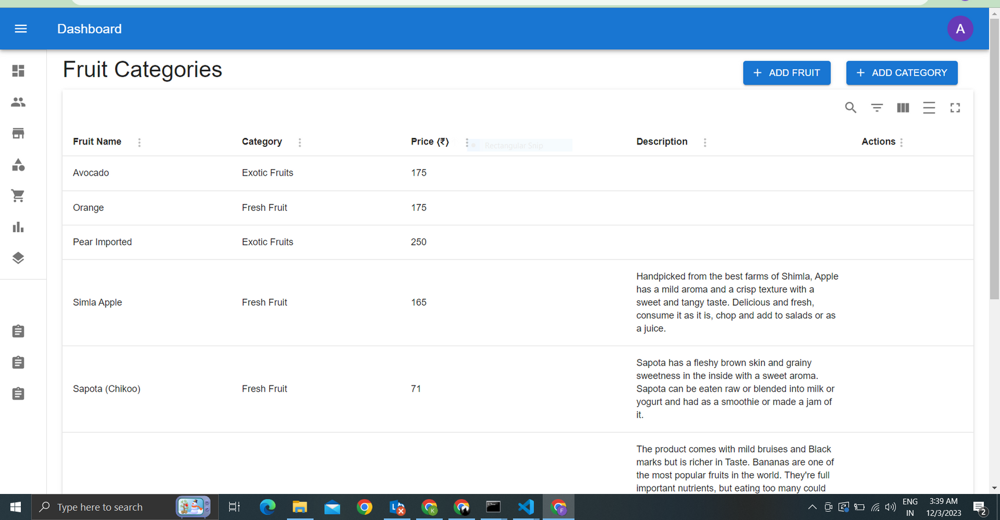 Dashboard
A
Fruit Categories
+ ADD FRUIT
+ ADD CATEGORY
Fruit Name Category Price (₹) Description Actions
Rectangular Snip
Avocado Exotic Fruits 175
Orange Fresh Fruit 175
Pear Imported Exotic Fruits 250
Simla Apple Fresh Fruit 165
Handpicked from the best farms of Shimla, Apple
has a mild aroma and a crisp texture with a
sweet and tangy taste. Delicious and fresh,
consume it as it is, chop and add to salads or as
a juice.
Sapota (Chikoo) Fresh Fruit 71
Sapota has a fleshy brown skin and grainy
sweetness in the inside with a sweet aroma.
Sapota can be eaten raw or blended into milk or
yogurt and had as a smoothie or made a jam of
it.
The product comes with mild bruises and Black
marks but is richer in Taste. Bananas are one of
the most popular fruits in the world. They're full
important nutrients, but eating too many could
Type here to search
L
K
F
ENG
IN
3:39 AM
12/3/2023
2